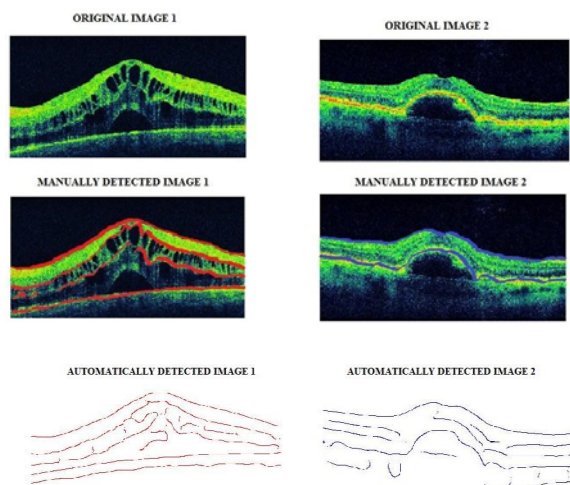 ORIGINAL IMAGE 1
ORIGINAL IMAGE 2
MANUALLY DETECTED IMAGE 1
MANUALLY DETECTED IMAGE 2
AUTOMATICALLY DETECTED IMAGE 1
AUTOMATICALLY DETECTED IMAGE 2